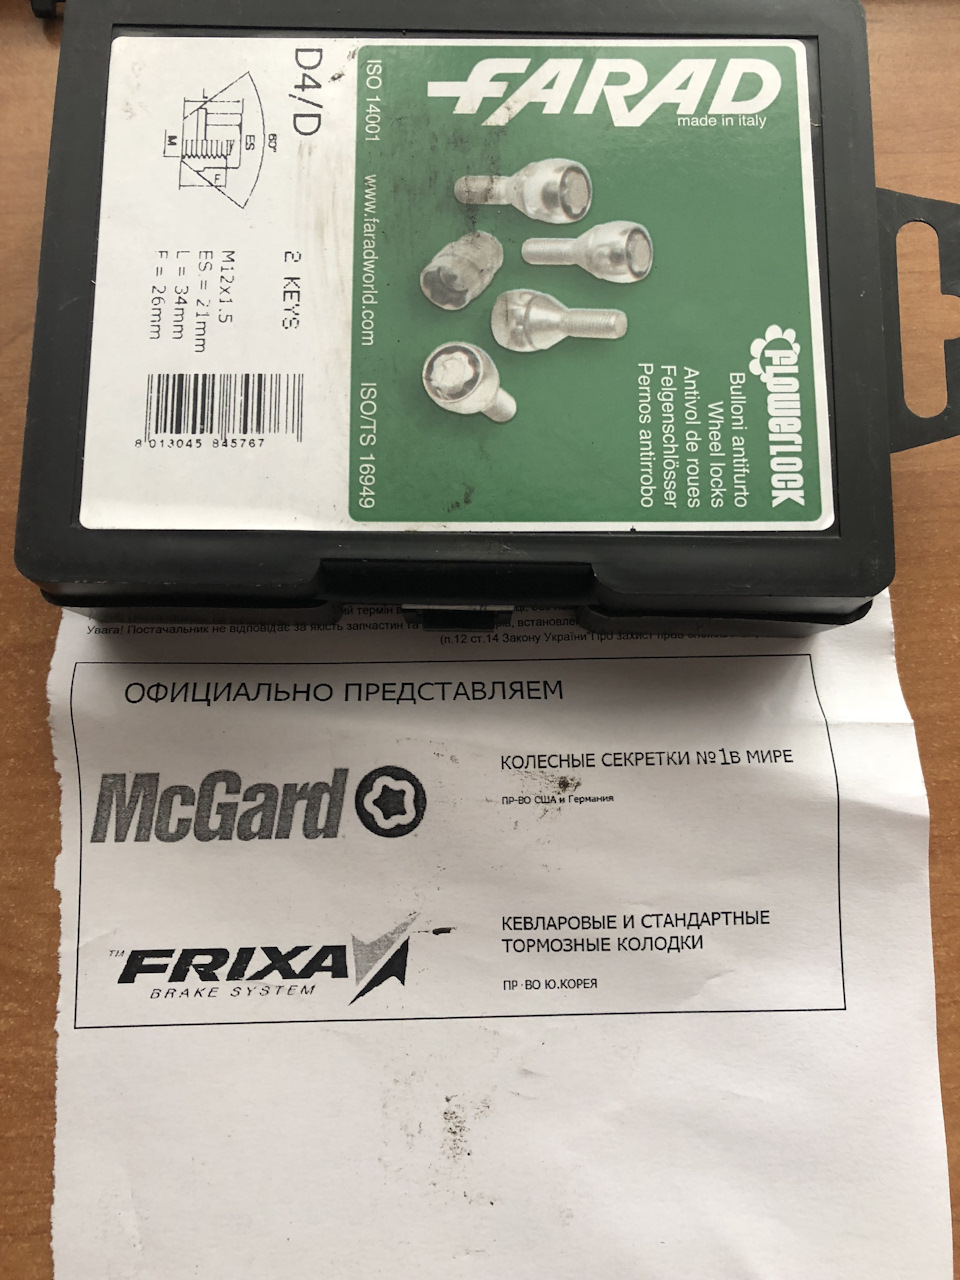 FARAD
made in italy
FLOWERLOCK
Bulloni antifurto
Wheel locks
Antivol de roues
Felgenschlösser
Pernos antirrobo
ISO 14001
www.faradworld.com
ISO/TS 16949
D4/D
60°
ES
L
M
F
2 KEYS
M12x1.5
ES.= 21mm
L = 34mm
F = 26mm
8 013045 845767
Увага! Постачальник не відповідає за якість запчастин та
(п.12 ст.14 Закону України "Про захист прав
ОФИЦИАЛЬНО ПРЕДСТАВЛЯЕМ
McGard
КОЛЕСНЫЕ СЕКРЕТКИ №1В МИРЕ
ПР-ВО США и Германия
™FRIXA
BRAKE SYSTEM
КЕВЛАРОВЫЕ И СТАНДАРТНЫЕ
ТОРМОЗНЫЕ КОЛОДКИ
ПР-ВО Ю.КОРЕЯ